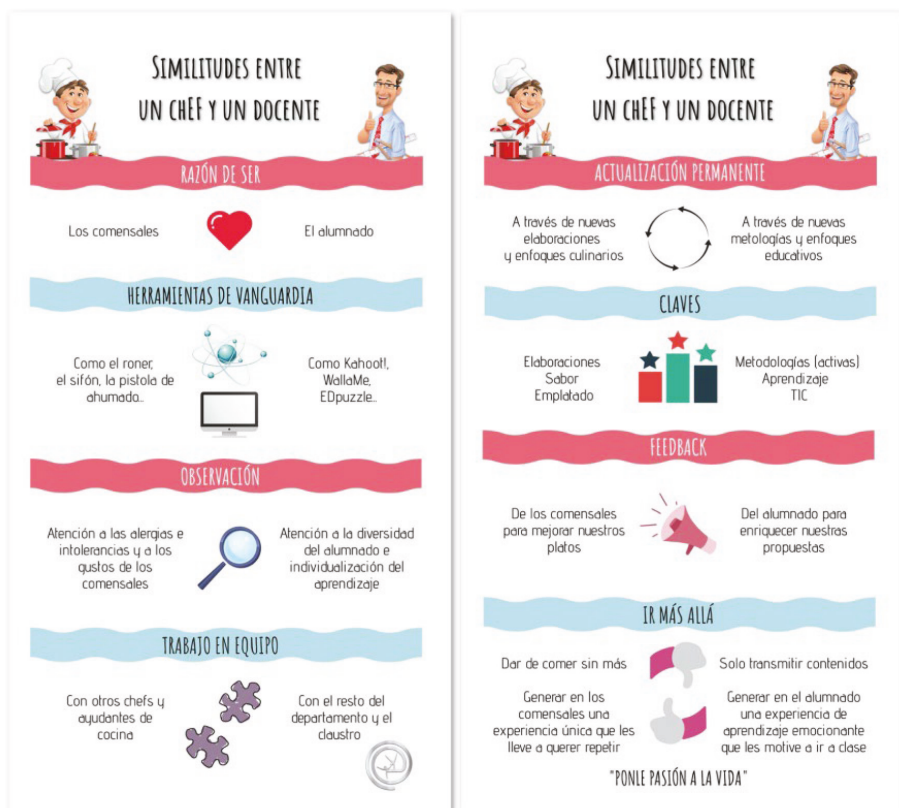 SIMILITUDES ENTRE
UN CHEF Y UN DOCENTE
RAZÓN DE SER
Los comensales
El alumnado
HERRAMIENTAS DE VANGUARDIA
Como el roner,
el sifón, la pistola de
ahumado...
Como Kahoot!,
WallaMe,
EDpuzzle...
OBSERVACIÓN
Atención a las alergias e
intolerancias y a los
gustos de los
comensales
Atención a la diversidad
del alumnado e
individualización del
aprendizaje
TRABAJO EN EQUIPO
Con otros chefs y
ayudantes de
cocina
Con el resto del
departamento y el
claustro
SIMILITUDES ENTRE
UN CHEF Y UN DOCENTE
ACTUALIZACIÓN PERMANENTE
A través de nuevas
elaboraciones
y enfoques culinarios
A través de nuevas
metologías y enfoques
educativos
CLAVES
Elaboraciones
Sabor
Emplatado
Metodologías (activas)
Aprendizaje
TIC
FEEDBACK
De los comensales
para mejorar nuestros
platos
Del alumnado para
enriquecer nuestras
propuestas
IR MÁS ALLÁ
Dar de comer sin más
Solo transmitir contenidos
Generar en los
comensales una
experiencia única que les
lleve a querer repetir
Generar en el alumnado
una experiencia de
aprendizaje emocionante
que les motive a ir a clase
"PONLE PASIÓN A LA VIDA"